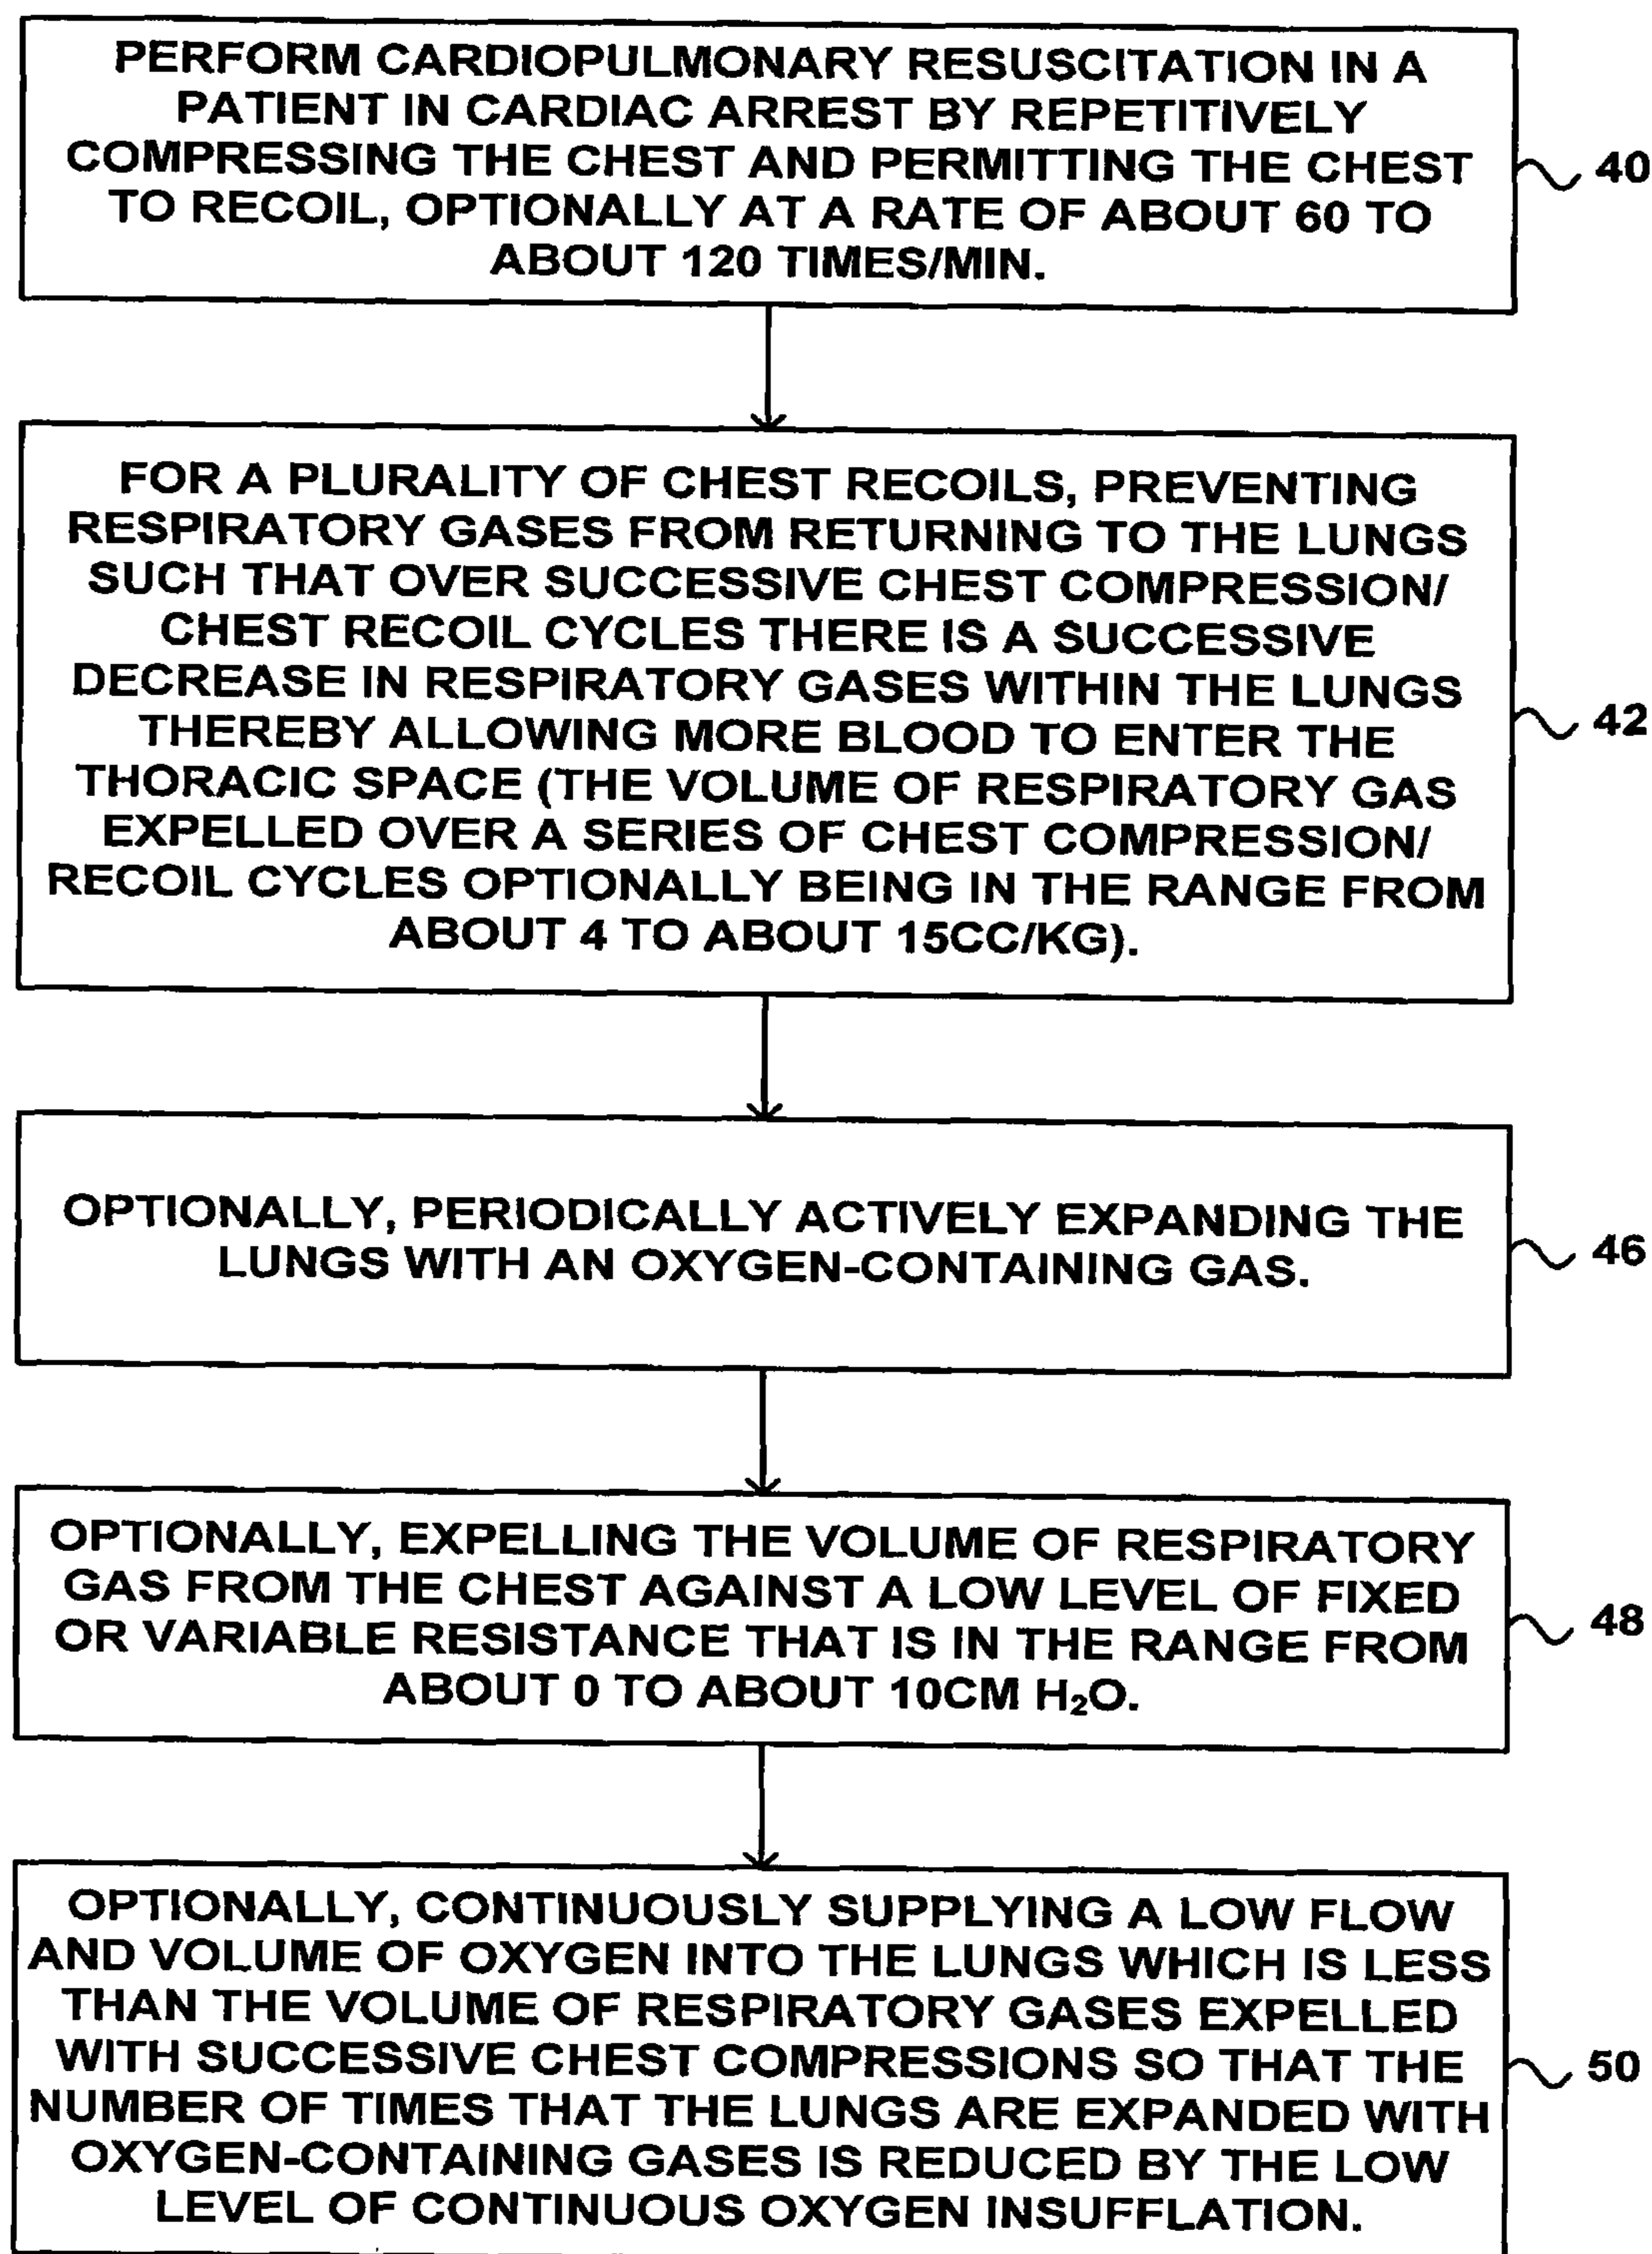 PERFORM CARDIOPULMONARY RESUSCITATION IN A
PATIENT IN CARDIAC ARREST BY REPETITIVELY
COMPRESSING THE CHEST AND PERMITTING THE CHEST
TO RECOIL, OPTIONALLY AT A RATE OF ABOUT 60 TO
ABOUT 120 TIMES/MIN.
40
FOR A PLURALITY OF CHEST RECOILS, PREVENTING
RESPIRATORY GASES FROM RETURNING TO THE LUNGS
SUCH THAT OVER SUCCESSIVE CHEST COMPRESSION/
CHEST RECOIL CYCLES THERE IS A SUCCESSIVE
DECREASE IN RESPIRATORY GASES WITHIN THE LUNGS
THEREBY ALLOWING MORE BLOOD TO ENTER THE
THORACIC SPACE (THE VOLUME OF RESPIRATORY GAS
EXPELLED OVER A SERIES OF CHEST COMPRESSION/
RECOIL CYCLES OPTIONALLY BEING IN THE RANGE FROM
ABOUT 4 TO ABOUT 15CC/KG).
42
OPTIONALLY, PERIODICALLY ACTIVELY EXPANDING THE
LUNGS WITH AN OXYGEN-CONTAINING GAS.
46
OPTIONALLY, EXPELLING THE VOLUME OF RESPIRATORY
GAS FROM THE CHEST AGAINST A LOW LEVEL OF FIXED
OR VARIABLE RESISTANCE THAT IS IN THE RANGE FROM
ABOUT 0 TO ABOUT 10CM H₂O.
48
OPTIONALLY, CONTINUOUSLY SUPPLYING A LOW FLOW
AND VOLUME OF OXYGEN INTO THE LUNGS WHICH IS LESS
THAN THE VOLUME OF RESPIRATORY GASES EXPELLED
WITH SUCCESSIVE CHEST COMPRESSIONS SO THAT THE
NUMBER OF TIMES THAT THE LUNGS ARE EXPANDED WITH
OXYGEN-CONTAINING GASES IS REDUCED BY THE LOW
LEVEL OF CONTINUOUS OXYGEN INSUFFLATION.
50